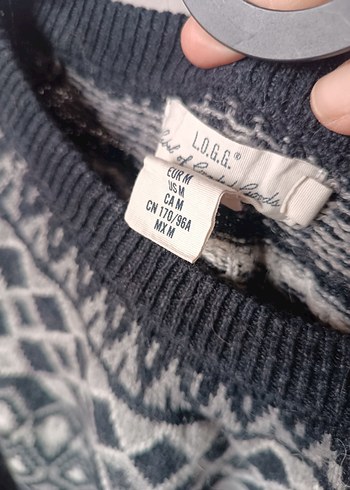 L.O.G.G.®
Label of Graded Goods
EUR M
US M
CA M
CN 170/96A
MX M